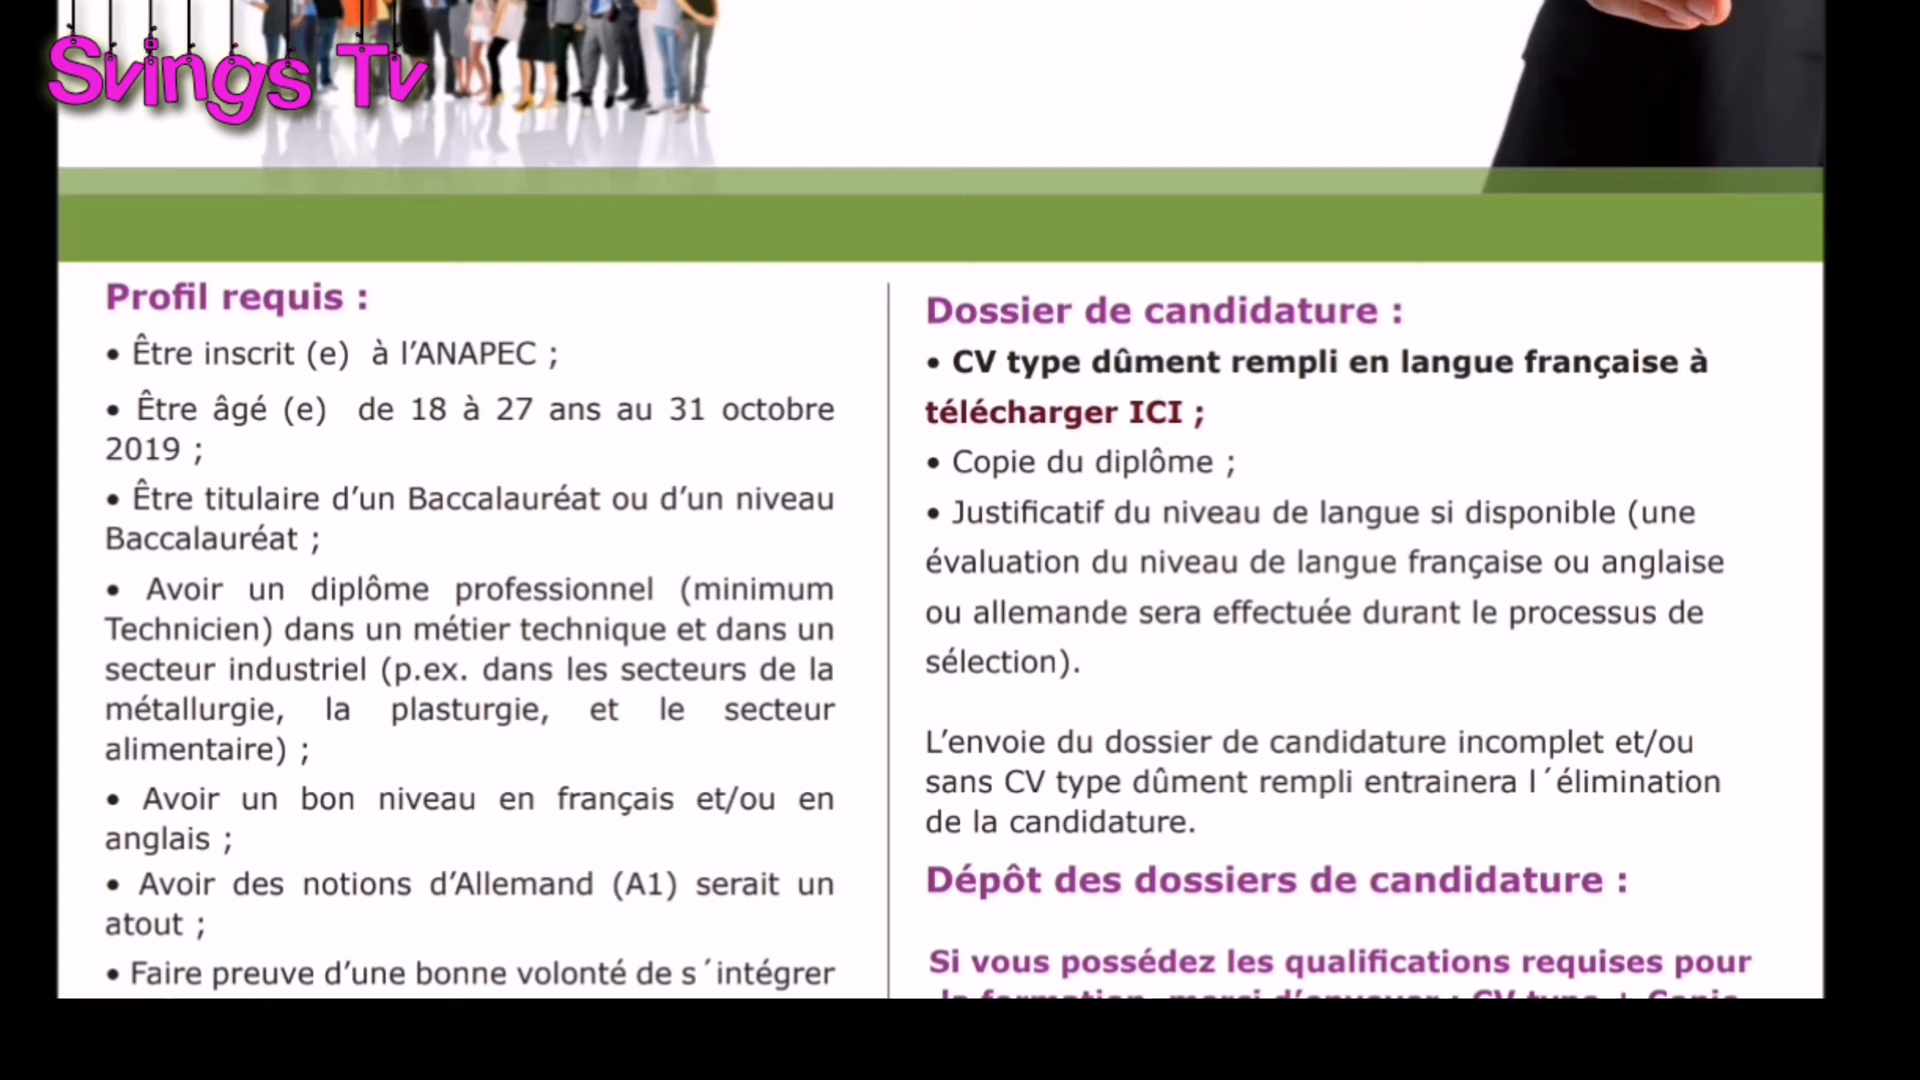 Svings Tv
Profil requis :
• Être inscrit (e)  à l’ANAPEC ;
• Être âgé (e)  de 18 à 27 ans au 31 octobre
2019 ;
• Être titulaire d’un Baccalauréat ou d’un niveau
Baccalauréat ;
• Avoir un diplôme professionnel (minimum
Technicien) dans un métier technique et dans un
secteur industriel (p.ex. dans les secteurs de la
métallurgie, la plasturgie, et le secteur
alimentaire) ;
• Avoir un bon niveau en français et/ou en
anglais ;
• Avoir des notions d’Allemand (A1) serait un
atout ;
• Faire preuve d’une bonne volonté de s´intégrer
Dossier de candidature :
• CV type dûment rempli en langue française à
télécharger ICI ;
• Copie du diplôme ;
• Justificatif du niveau de langue si disponible (une
évaluation du niveau de langue française ou anglaise
ou allemande sera effectuée durant le processus de
sélection).
L’envoie du dossier de candidature incomplet et/ou
sans CV type dûment rempli entrainera l´élimination
de la candidature.
Dépôt des dossiers de candidature :
Si vous possédez les qualifications requises pour